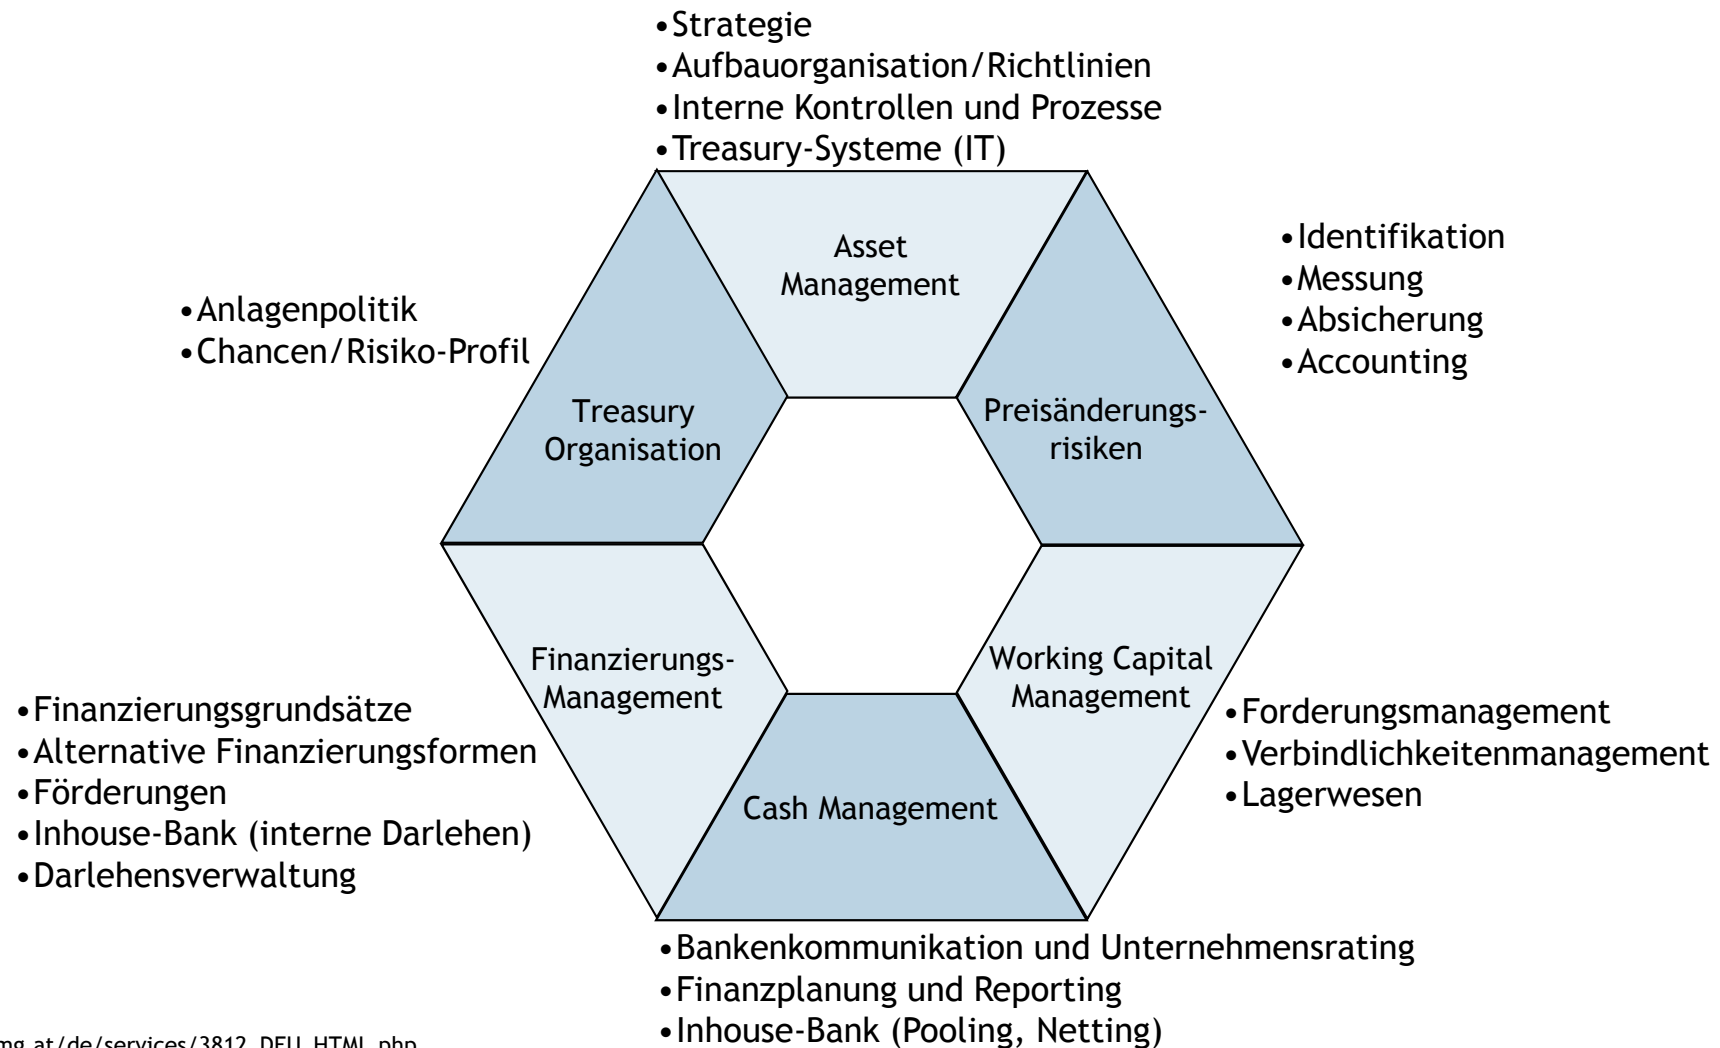 •Strategie
•Aufbauorganisation/Richtlinien
•Interne Kontrollen und Prozesse
•Treasury-Systeme (IT)
Asset
Management
•Identifikation
•Messung
•Absicherung
•Accounting
•Anlagenpolitik
•Chancen/Risiko-Profil
Treasury
Organisation
Preisänderungs-
risiken
Finanzierungs-
Management
Working Capital
Management
•Finanzierungsgrundsätze
•Alternative Finanzierungsformen
•Förderungen
•Inhouse-Bank (interne Darlehen)
•Darlehensverwaltung
•Forderungsmanagement
•Verbindlichkeitenmanagement
•Lagerwesen
Cash Management
•Bankenkommunikation und Unternehmensrating
•Finanzplanung und Reporting
•Inhouse-Bank (Pooling, Netting)